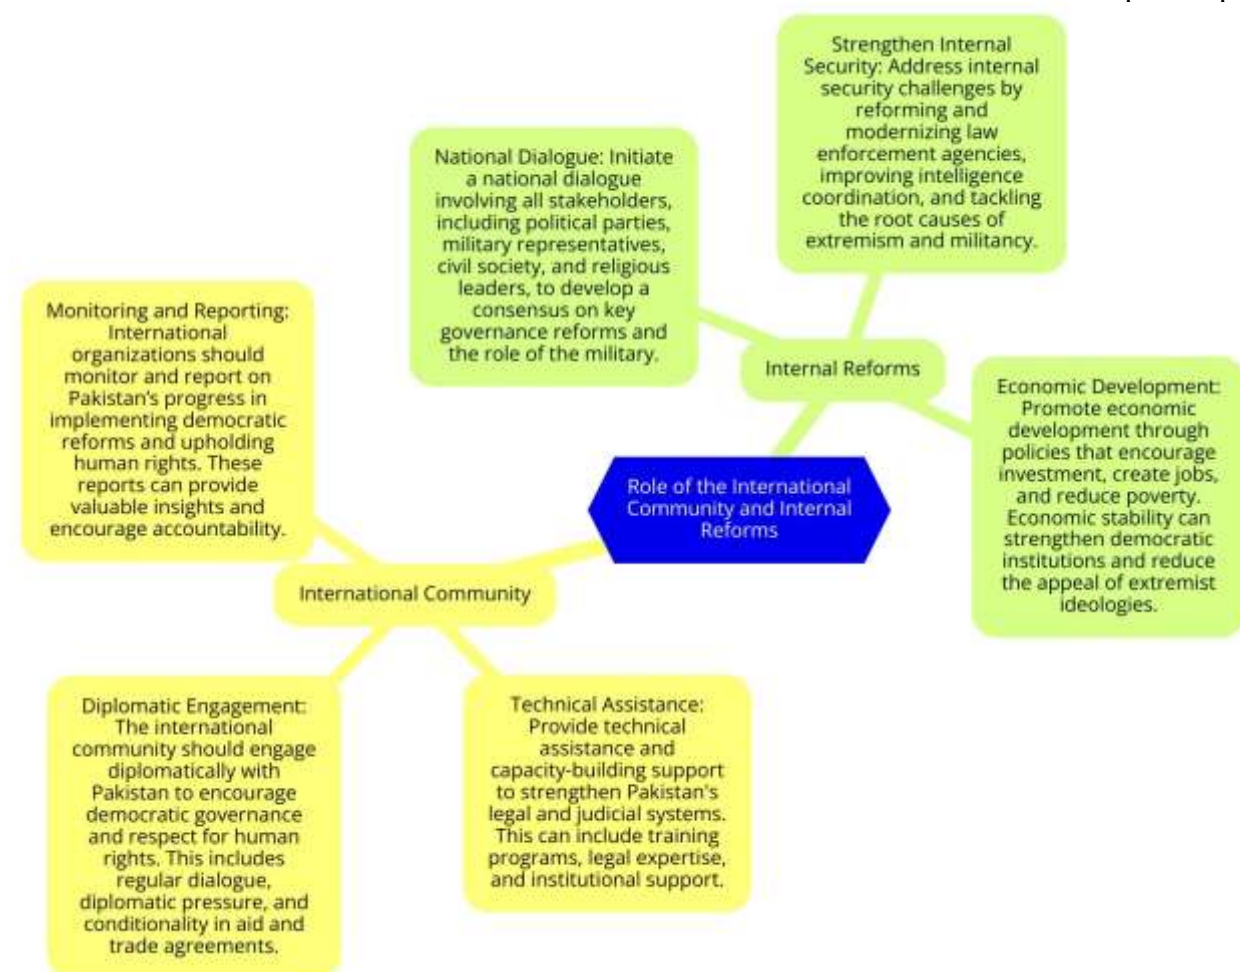 Strengthen Internal
Security: Address internal
security challenges by
reforming and
modernizing law
enforcement agencies,
improving intelligence
coordination, and tackling
the root causes of
extremism and militancy.
National Dialogue: Initiate
a national dialogue
involving all stakeholders,
including political parties,
military representatives,
civil society, and religious
leaders, to develop a
consensus on key
governance reforms and
the role of the military.
Internal Reforms
Economic Development:
Promote economic
development through
policies that encourage
investment, create jobs,
and reduce poverty.
Economic stability can
strengthen democratic
institutions and reduce
the appeal of extremist
ideologies.
Role of the International
Community and Internal
Reforms
Monitoring and Reporting:
International
organizations should
monitor and report on
Pakistan's progress in
implementing democratic
reforms and upholding
human rights. These
reports can provide
valuable insights and
encourage accountability.
International Community
Diplomatic Engagement:
The international
community should engage
diplomatically with
Pakistan to encourage
democratic governance
and respect for human
rights. This includes
regular dialogue,
diplomatic pressure, and
conditionality in aid and
trade agreements.
Technical Assistance:
Provide technical
assistance and
capacity-building support
to strengthen Pakistan's
legal and judicial systems.
This can include training
programs, legal expertise,
and institutional support.